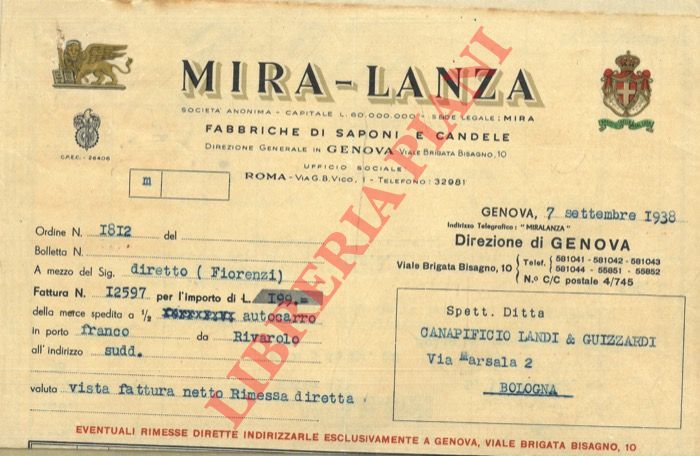 MIRA-LANZA
SOCIETÀ ANONIMA - CAPITALE L. 60.000.000 - SEDE LEGALE: MIRA
FABBRICHE DI SAPONI E CANDELE
DIREZIONE GENERALE IN GENOVA VIALE BRIGATA BISAGNO, 10
UFFICIO SOCIALE
ROMA - VIA G.B. VICO, 1 - TELEFONO: 32981
C.P.E.C. - 26406
m
GENOVA, 7 settembre 1938
Indirizzo Telegrafico: "MIRALANZA"
Direzione di GENOVA
Viale Brigata Bisagno, 10
Telef. 581041 - 581042 - 581043
581044 - 55851 - 55852
N.o C/C postale 4/745
Ordine N. I8I2 del
Bolletta N.
A mezzo del Sig. diretto ( Fiorenzi)
Fattura N. I2597 per l'importo di L. I99.=
della merce spedita a 1/2 autocarro
in porto franco da Rivarolo
all'indirizzo sudd.
valuta vista fattura netto Rimessa diretta
Spett. Ditta
CANAPIFICIO LANDI & GUIZZARDI
Via Marsala 2
BOLOGNA
EVENTUALI RIMESSE DIRETTE INDIRIZZARLE ESCLUSIVAMENTE A GENOVA, VIALE BRIGATA BISAGNO, 10
LIBRERIA PIANI